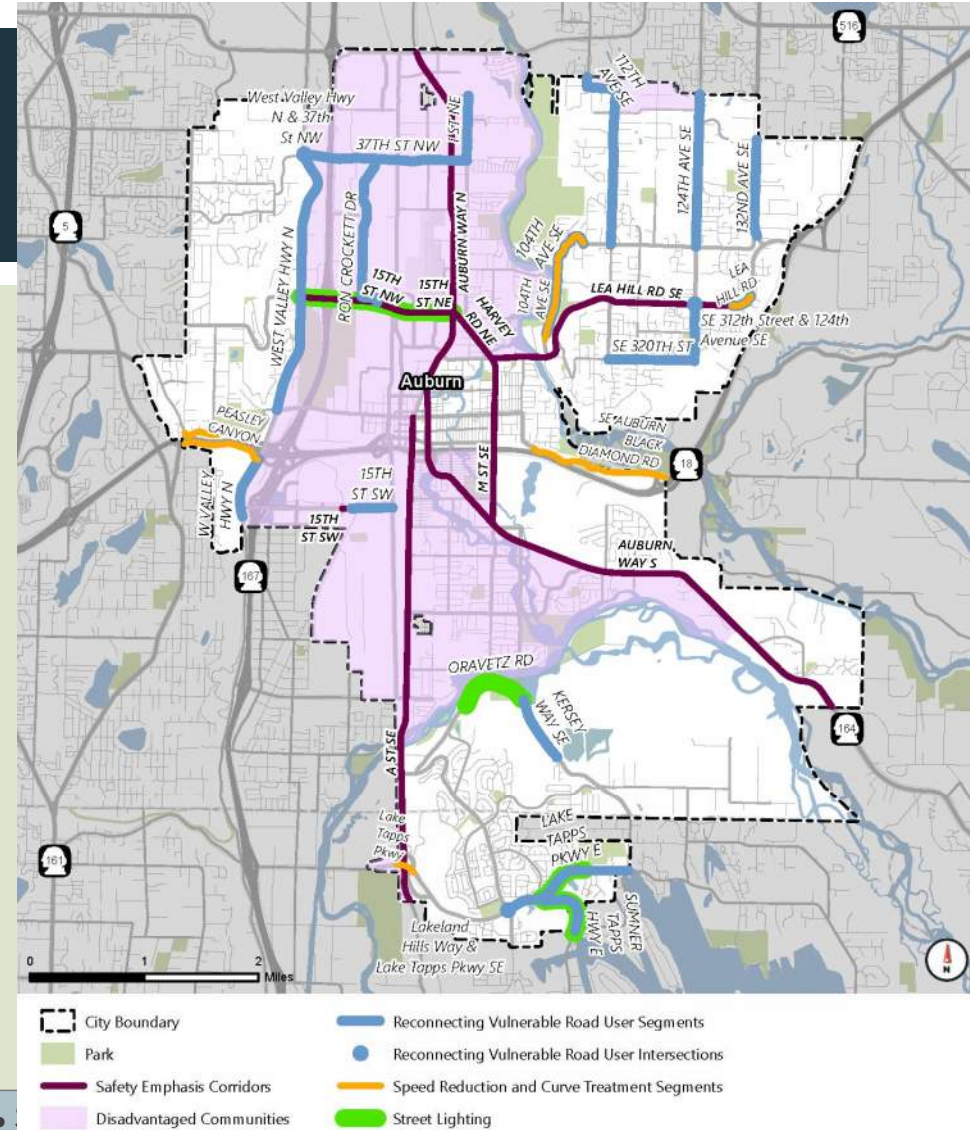 516
112TH
AVE SE
West Valley Hwy
N & 37th
St NW
37TH ST NW
I ST NE
124TH AVE SE
132ND AVE SE
5
AUBURN WAY N
RON CROCKETT DR
WEST VALLEY HWY N
104TH
AVE SE
104TH
AVE SE
15TH
ST NW
15TH
ST NE
HARVEY
RD NE
LEA HILL RD SE
LEA
HILL RD
SE 312th Street & 124th
Avenue SE
SE 320TH ST
Auburn
PEASLEY
CANYON
SE AUBURN
BLACK
DIAMOND RD
18
M ST SE
15TH
ST SW
W VALLEY
HWY N
15TH
ST SW
AUBURN
WAY S
167
ORAVETZ RD
KERSEY
WAY SE
164
A ST SE
Lake
Tapps
Pkwy
LAKE
TAPPS
PKWY E
161
SUMNER
TAPPS
HWY E
Lakeland
Hills Way &
Lake Tapps Pkwy SE
0 1 2
Miles
N
City Boundary
Park
Safety Emphasis Corridors
Disadvantaged Communities
Reconnecting Vulnerable Road User Segments
Reconnecting Vulnerable Road User Intersections
Speed Reduction and Curve Treatment Segments
Street Lighting